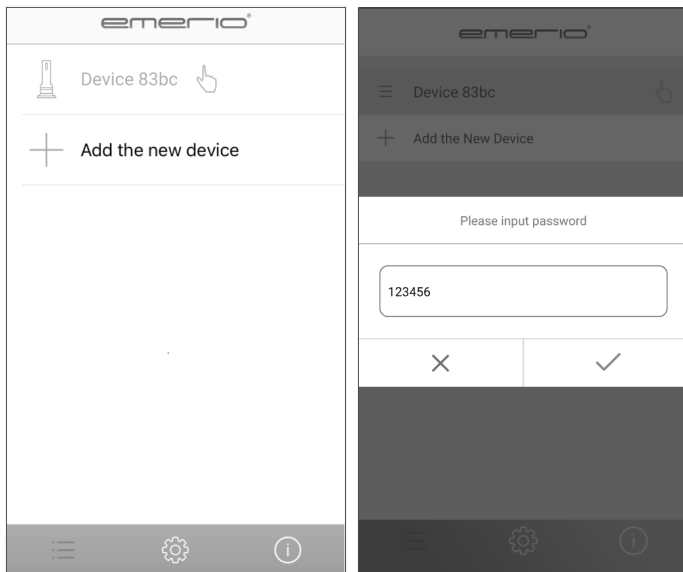 emerio®
Device 83bc
Add the new device
emerio®
Device 83bc
Add the New Device
Please input password
123456